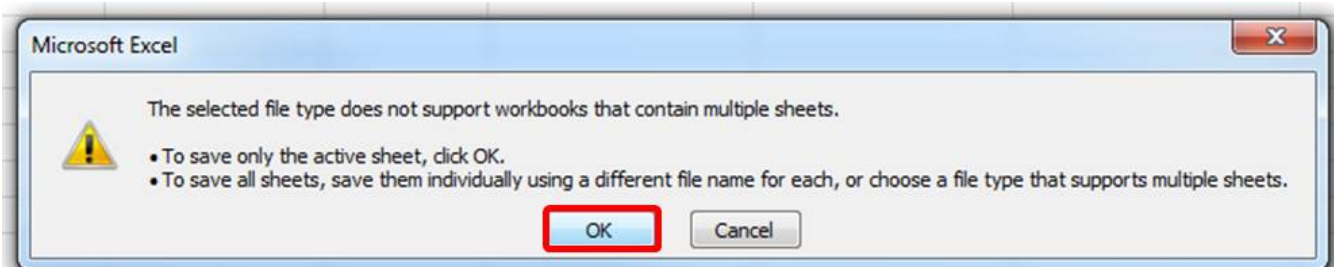 Microsoft Excel
The selected file type does not support workbooks that contain multiple sheets.
• To save only the active sheet, click OK.
• To save all sheets, save them individually using a different file name for each, or choose a file type that supports multiple sheets.
OK Cancel